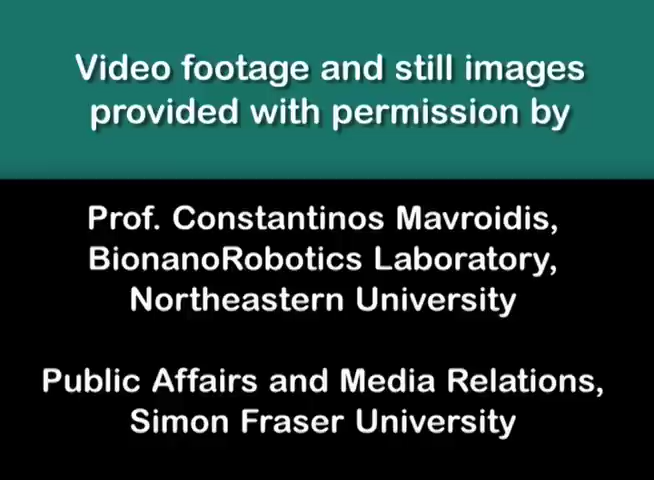 Video footage and still images
provided with permission by
Prof. Constantinos Mavroidis,
BionanoRobotics Laboratory,
Northeastern University
Public Affairs and Media Relations,
Simon Fraser University